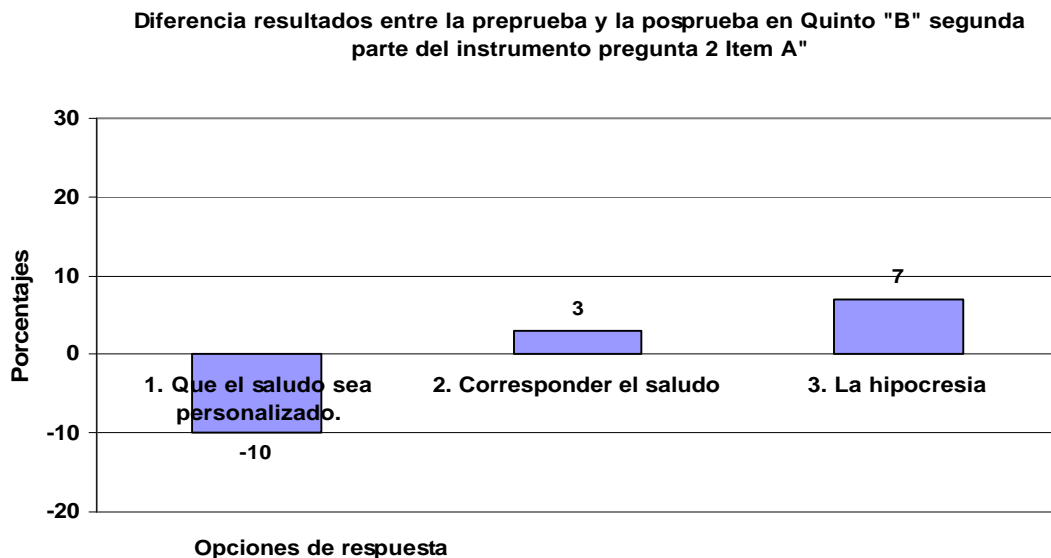 Diferencia resultados entre la preprueba y la posprueba en Quinto "B" segunda
parte del instrumento pregunta 2 Item A"
30
20
10
0
-10
-20
Porcentajes
7
3
1. Que el saludo sea
personalizado.
2. Corresponder el saludo
3. La hipocresia
-10
Opciones de respuesta